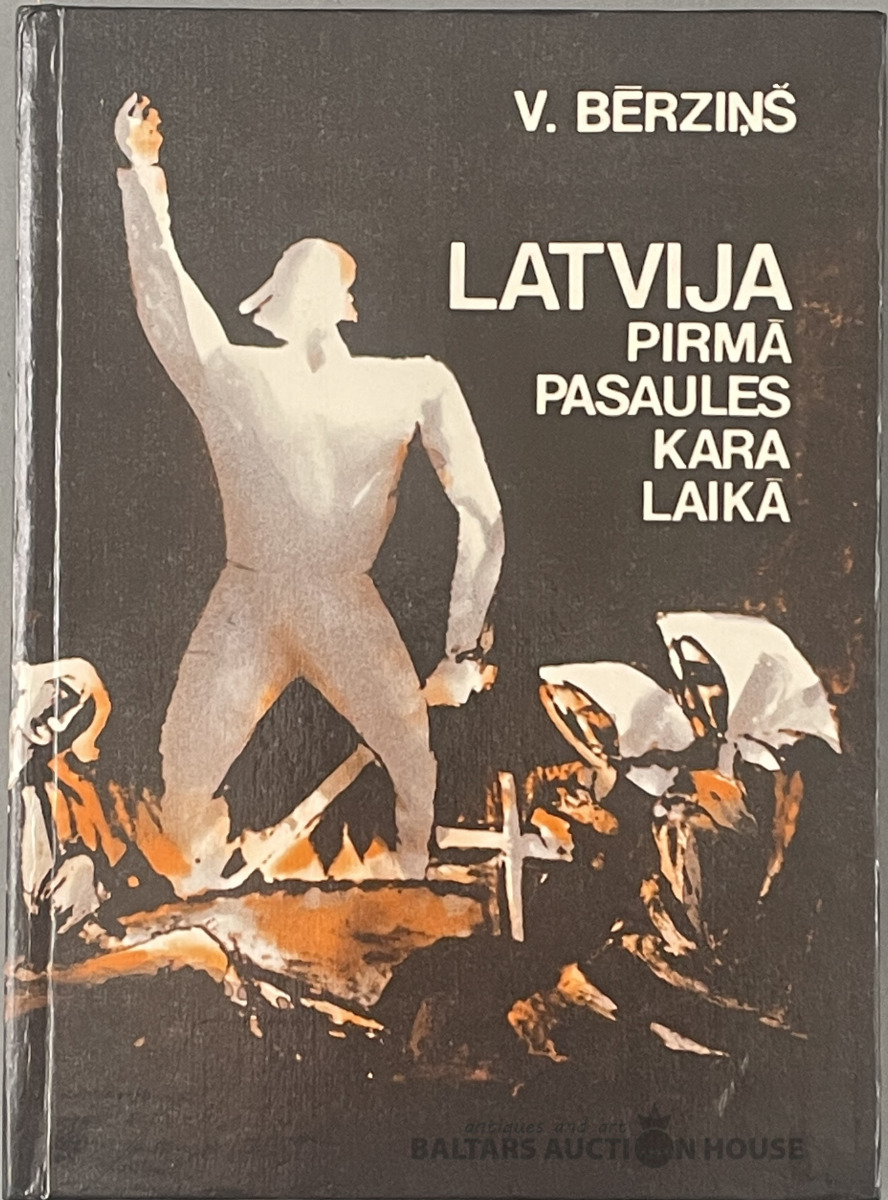 V. BĒRZIŅŠ
LATVIJA
PIRMĀ
PASAULES
KARA
LAIKĀ
antiques and art
BALTARS AUCTION HOUSE